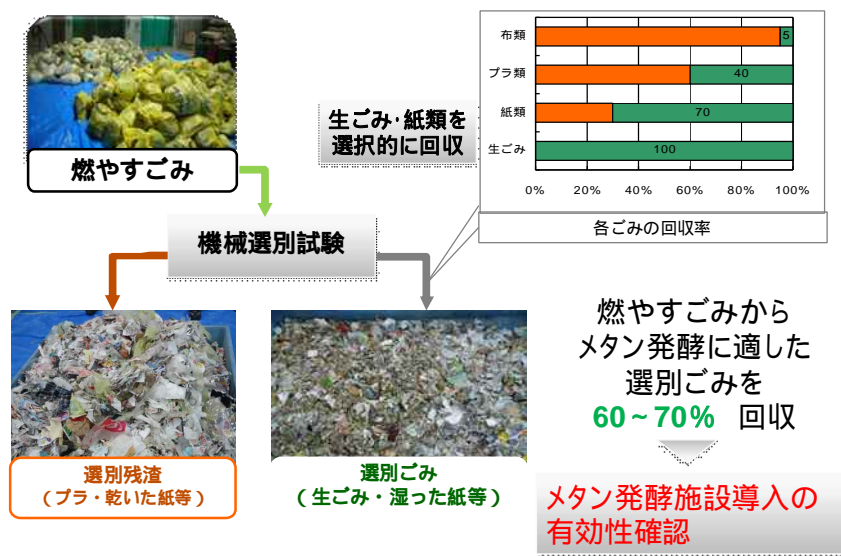 燃やすごみ
生ごみ・紙類を
選択的に回収
布類
5
プラ類
40
紙類
70
生ごみ
100
0% 20% 40% 60% 80% 100%
各ごみの回収率
機械選別試験
選別残渣
（プラ・乾いた紙等）
選別ごみ
（生ごみ・湿った紙等）
燃やすごみから
メタン発酵に適した
選別ごみを
60～70% 回収
メタン発酵施設導入の
有効性確認